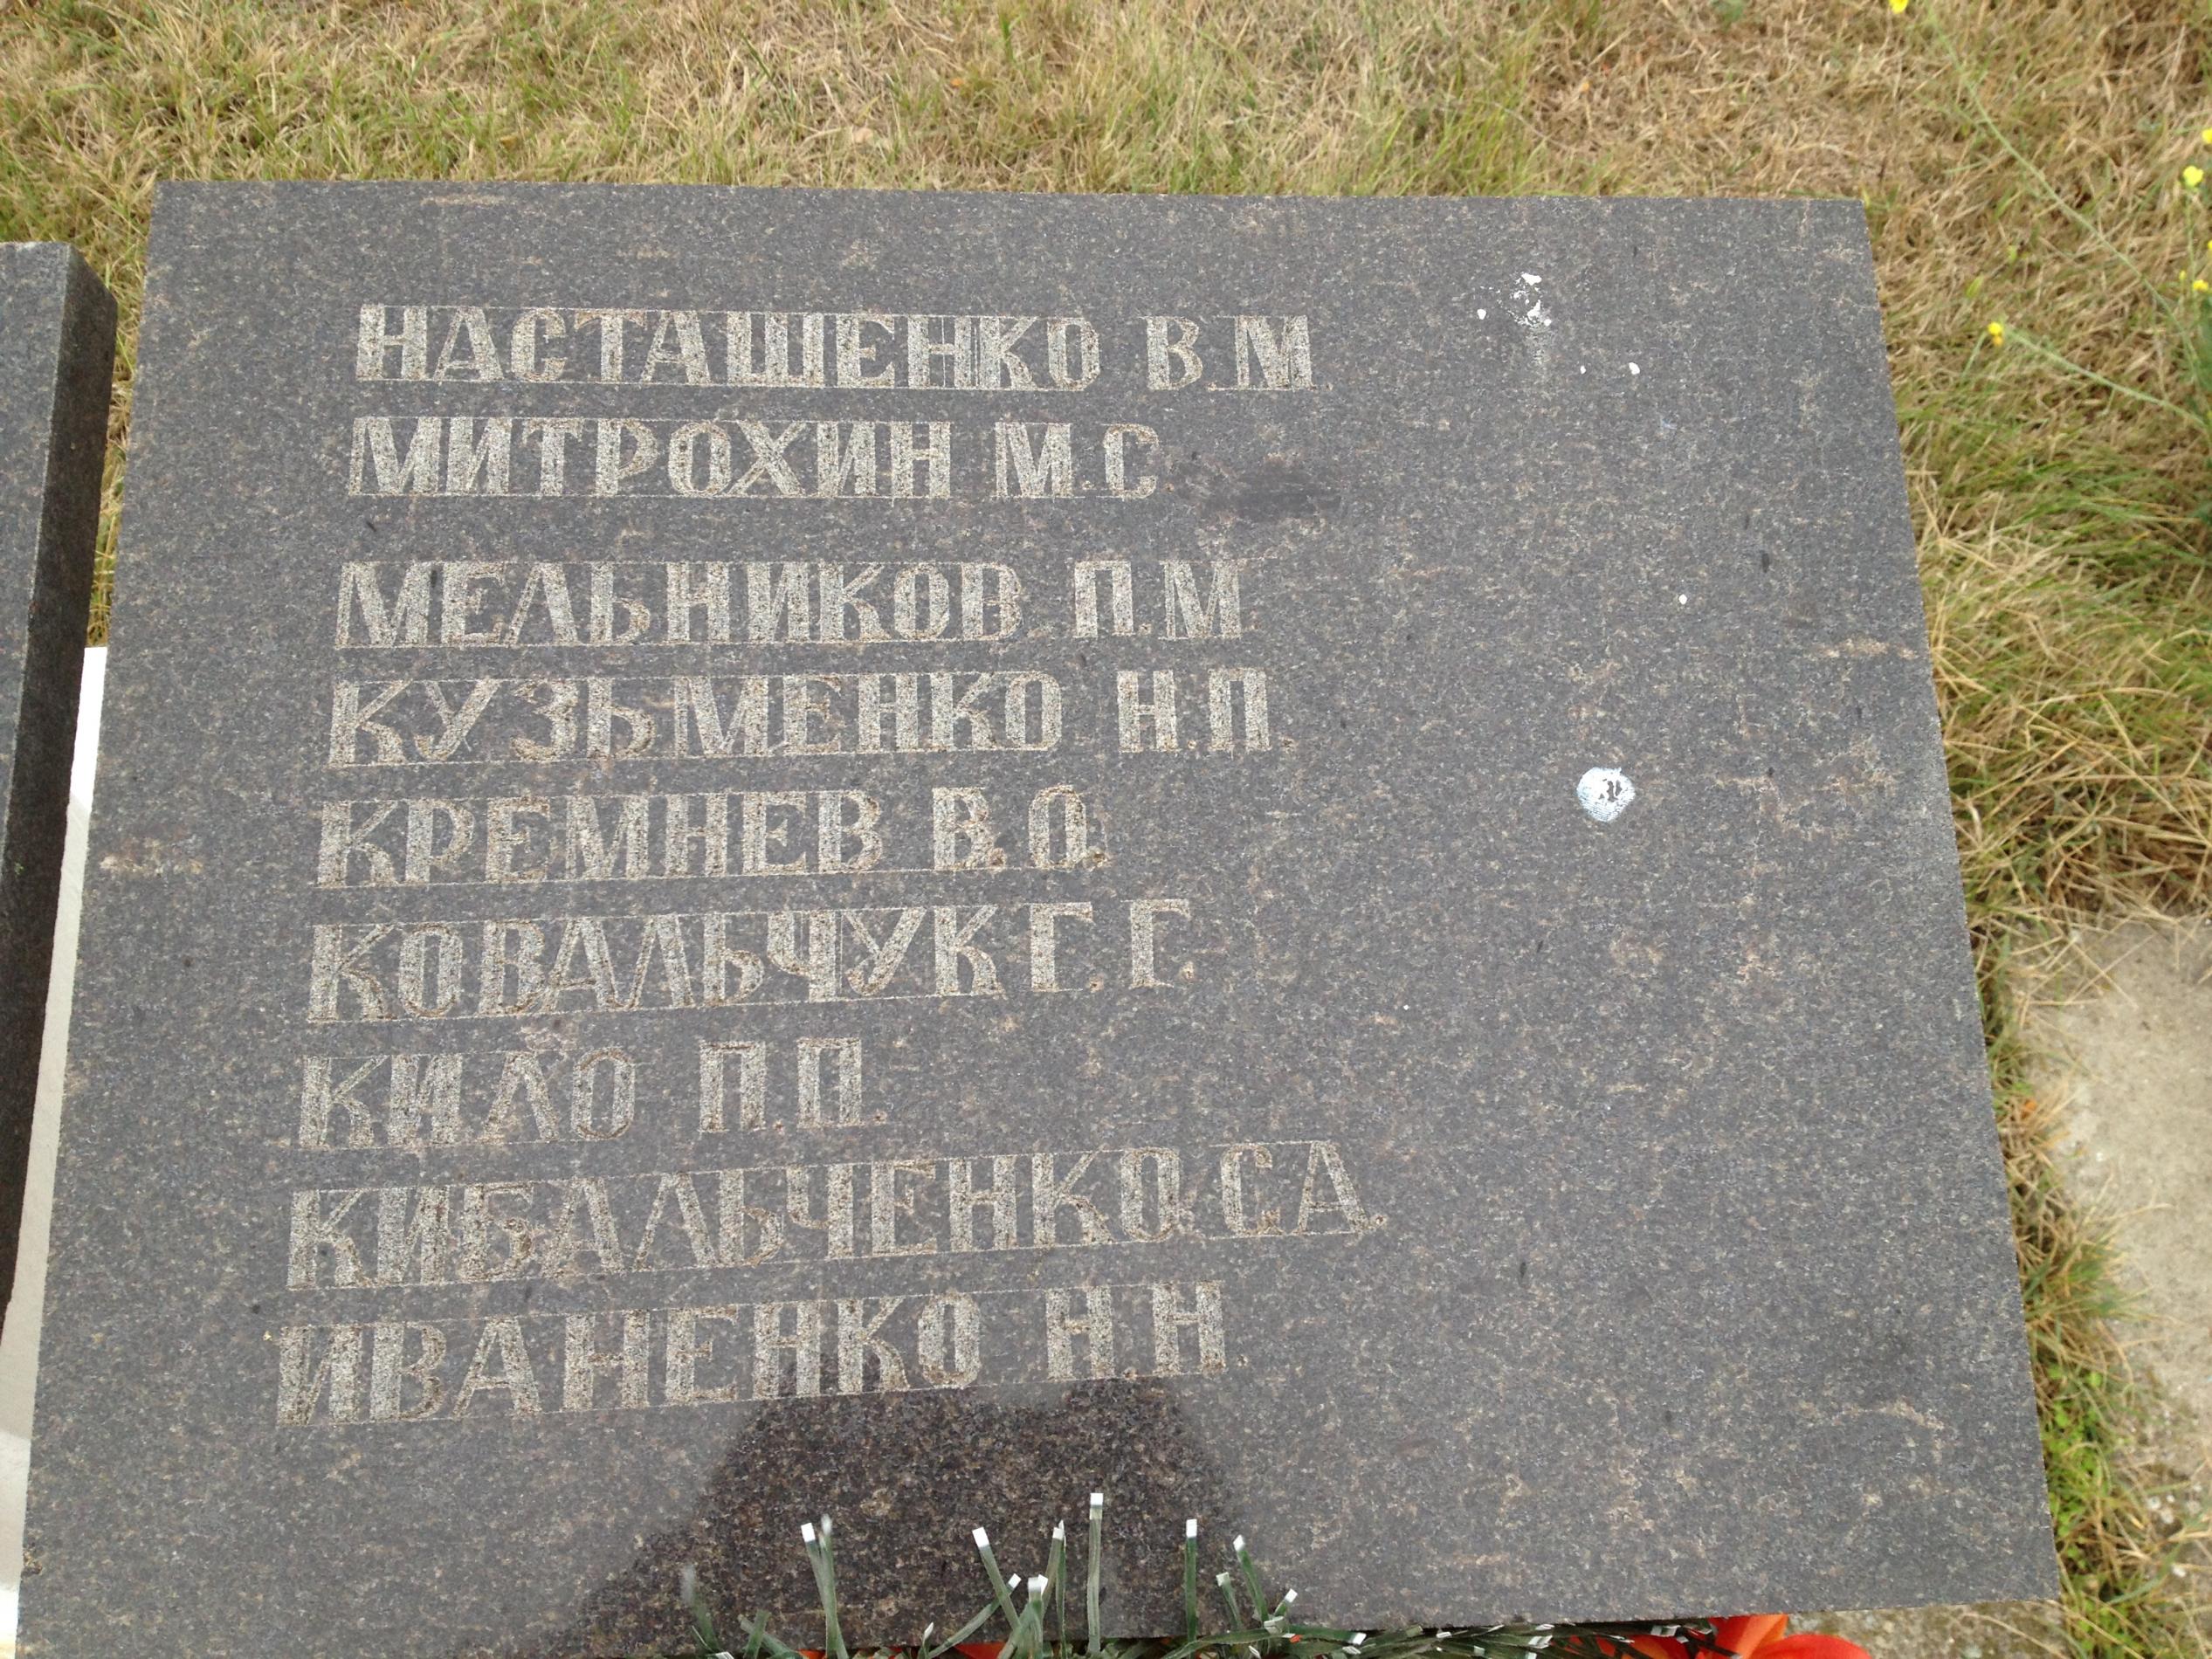 НАСТАШЕНКО В.М
МИТРОХИН М.С
МЕЛЬНИКОВ П.М.
КУЗЬМЕНКО Н.П.
КРЕМНЕВ В.О.
КОВАЛЬЧУК Г.Г.
КИЛО П.П.
КИБАЛЬЧЕНКО С.А.
ИВАНЕНКО Н.Н.